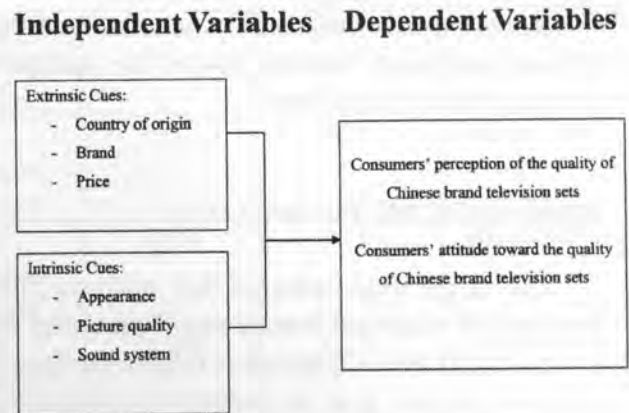 Independent Variables Dependent Variables
Extrinsic Cues:
- Country of origin
- Brand
- Price
Intrinsic Cues:
- Appearance
- Picture quality
- Sound system
Consumers' perception of the quality of
Chinese brand television sets
Consumers' attitude toward the quality
of Chinese brand television sets